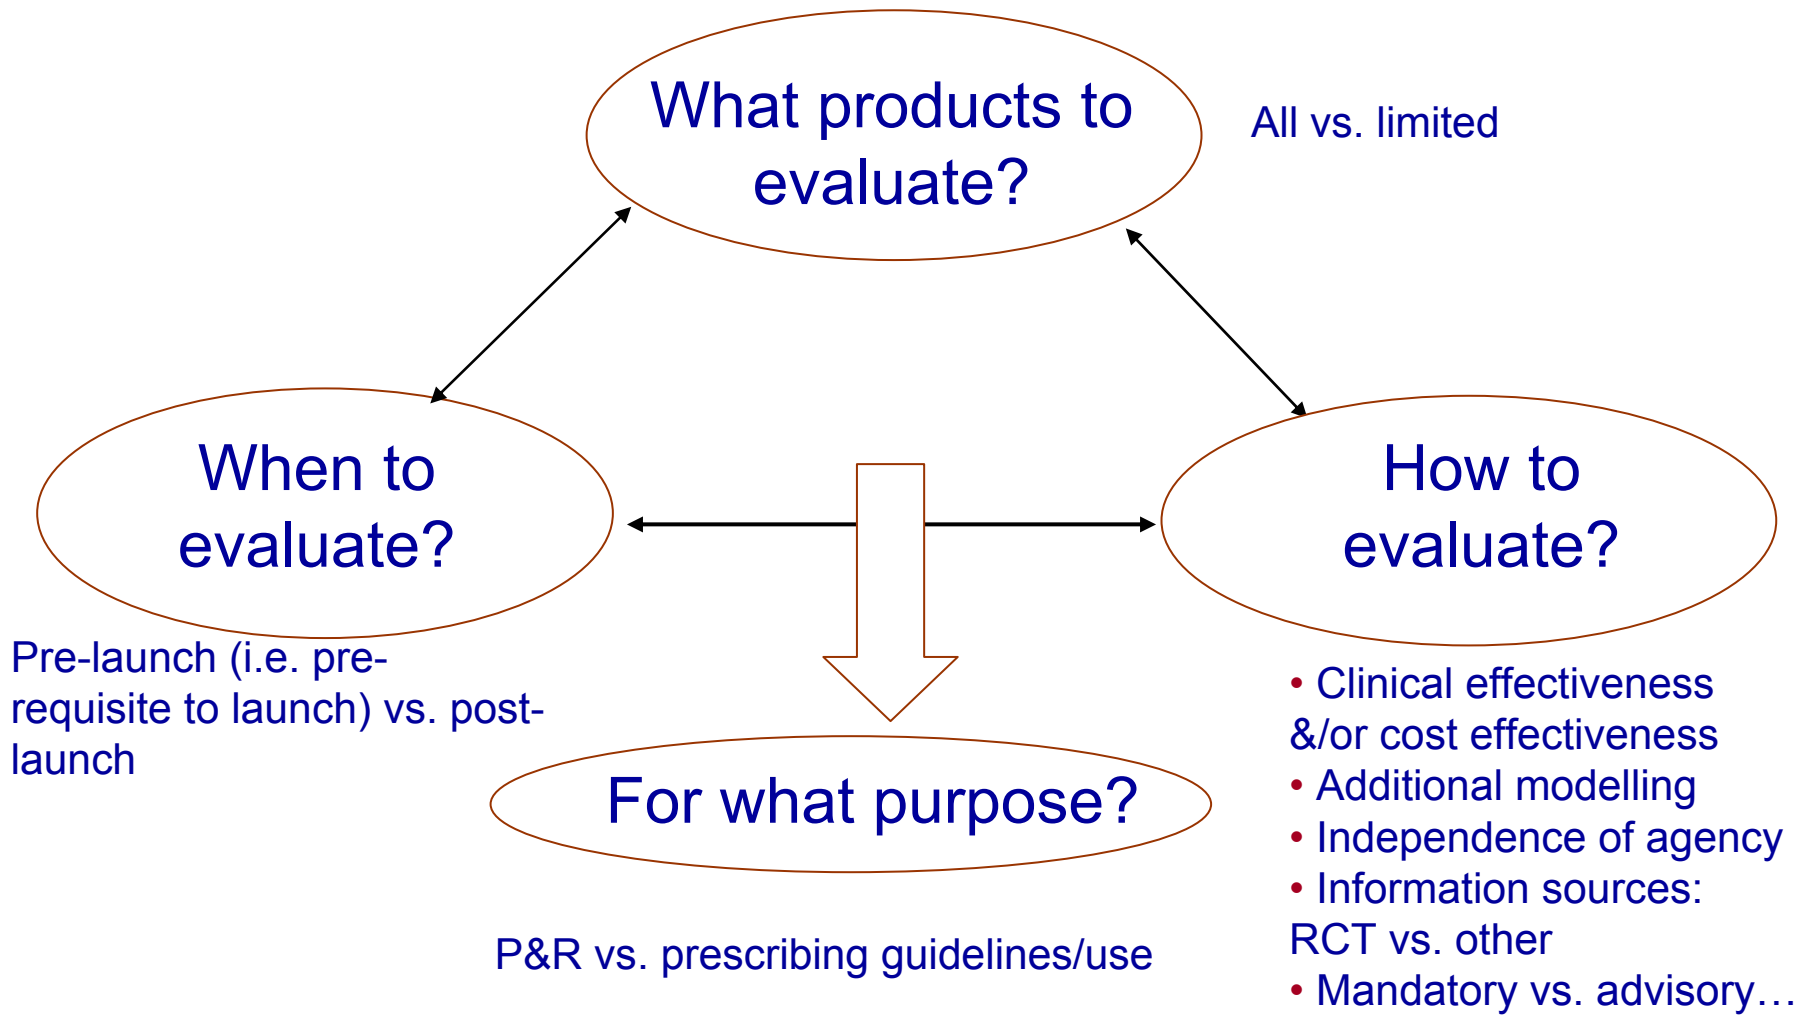 What products to
evaluate?
All vs. limited
When to
evaluate?
Pre-launch (i.e. pre-
requisite to launch) vs. post-
launch
How to
evaluate?
• Clinical effectiveness
&/or cost effectiveness
• Additional modelling
• Independence of agency
• Information sources:
RCT vs. other
• Mandatory vs. advisory…
For what purpose?
P&R vs. prescribing guidelines/use